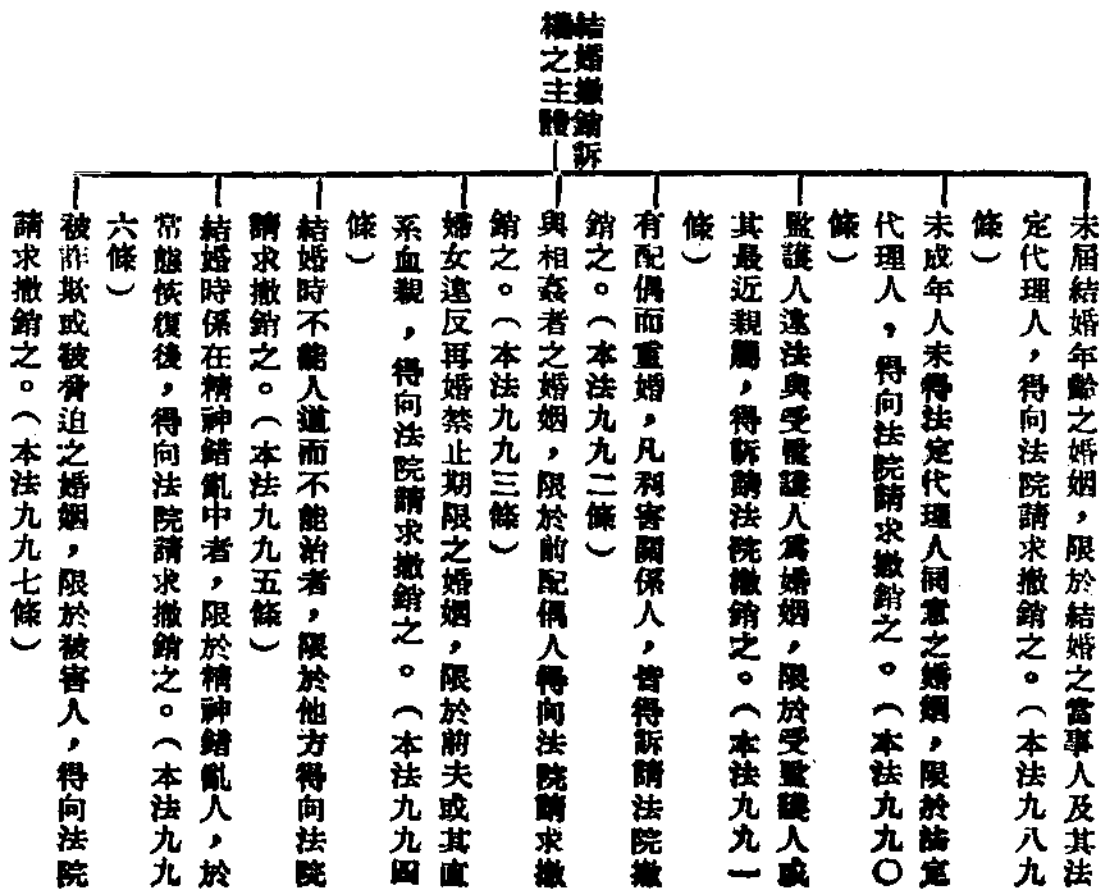 結婚撤銷訴
權之主體
未屆結婚年齡之婚姻，限於結婚之當事人及其法
定代理人，得向法院請求撤銷之。（本法九八九
條）
未成年人未得法定代理人同意之婚姻，限於法定
代理人，得向法院請求撤銷之。（本法九九〇
條）
監護人違法與受監護人為婚姻，限於受監護人或
其最近親屬，得訴請法院撤銷之。（本法九九一
條）
有配偶而重婚，凡利害關係人，皆得訴請法院撤
銷之。（本法九九二條）
與相姦者之婚姻，限於前配偶人得向法院請求撤
銷之。（本法九九三條）
婦女違反再婚禁止期限之婚姻，限於前夫或其直
系血親，得向法院請求撤銷之。（本法九九四
條）
結婚時不能人道而不能治者，限於他方得向法院
請求撤銷之。（本法九九五條）
結婚時係在精神錯亂中者，限於精神錯亂人，於
常態恢復後，得向法院請求撤銷之。（本法九九
六條）
被詐欺或被脅迫之婚姻，限於被害人，得向法院
請求撤銷之。（本法九九七條）